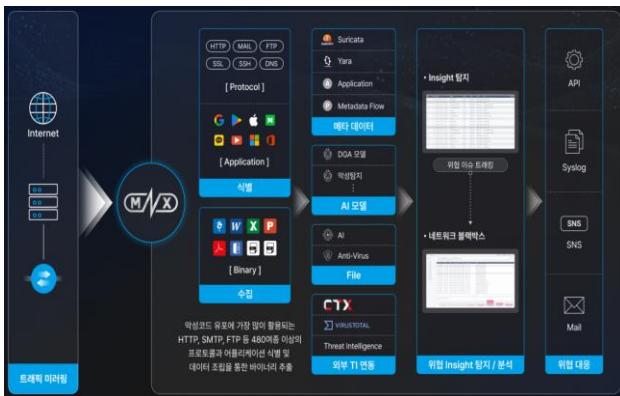 Internet
트래픽 미러링
M/X
HTTP
MAIL
FTP
SSL
SSH
DNS
[ Protocol ]
[ Application ]
식별
[ Binary ]
수집
악성코드 유포에 가장 많이 활용되는
HTTP, SMTP, FTP 등 480여종 이상의
프로토콜과 어플리케이션 식별 및
데이터 조립을 통한 바이너리 추출
Suricata
Yara
Application
Metadata Flow
메타 데이터
DGA 모델
악성탐지
AI 모델
AI
Anti-Virus
File
CTX
VIRUSTOTAL
Threat Intelligence
외부 TI 연동
• Insight 탐지
위협 이슈 트래킹
• 네트워크 블랙박스
위협 Insight 탐지 / 분석
API
Syslog
SNS
SNS
Mail
위협 대응